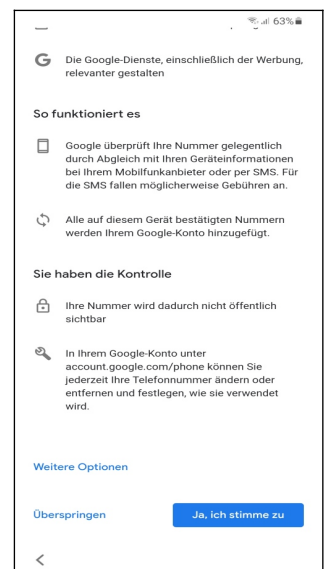 63%
Die Google-Dienste, einschließlich der Werbung,
relevanter gestalten
So funktioniert es
Google überprüft Ihre Nummer gelegentlich
durch Abgleich mit Ihren Geräteinformationen
bei Ihrem Mobilfunkanbieter oder per SMS. Für
die SMS fallen möglicherweise Gebühren an.
Alle auf diesem Gerät bestätigten Nummern
werden Ihrem Google-Konto hinzugefügt.
Sie haben die Kontrolle
Ihre Nummer wird dadurch nicht öffentlich
sichtbar
In Ihrem Google-Konto unter
account.google.com/phone können Sie
jederzeit Ihre Telefonnummer ändern oder
entfernen und festlegen, wie sie verwendet
wird.
Weitere Optionen
Überspringen
Ja, ich stimme zu